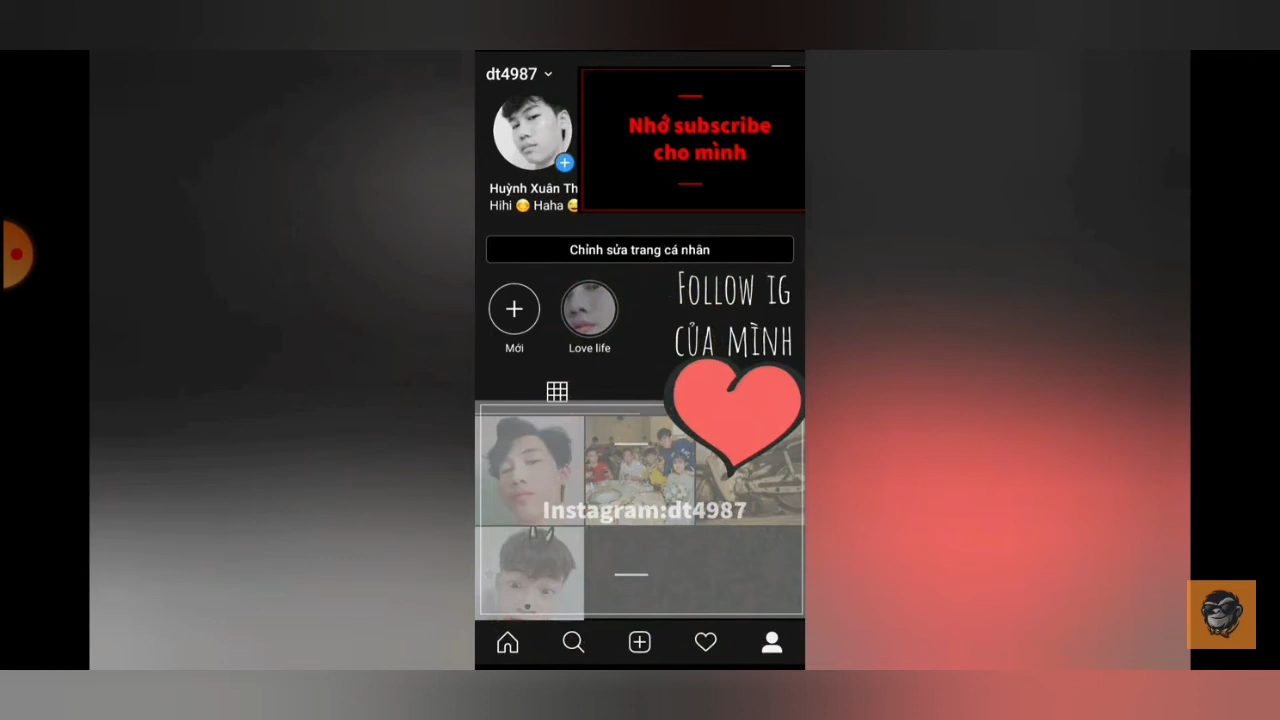 dt4987
Nhớ subscribe
cho mình
Huỳnh Xuân Th
Hihi 😊 Haha 😄
Chỉnh sửa trang cá nhân
FOLLOW IG
CỦA MÌNH
Mới
Love life
Instagram:dt4987